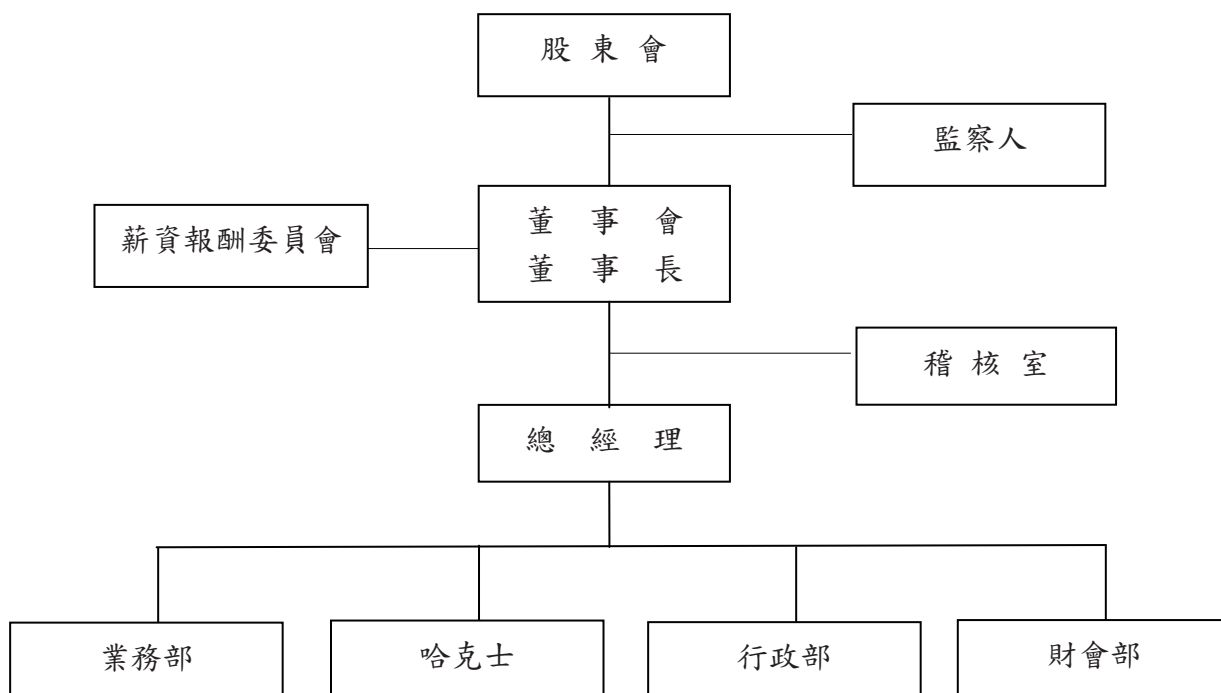 股東會
監察人
薪資報酬委員會
董事會
董事長
稽核室
總經理
業務部
哈克士
行政部
財會部